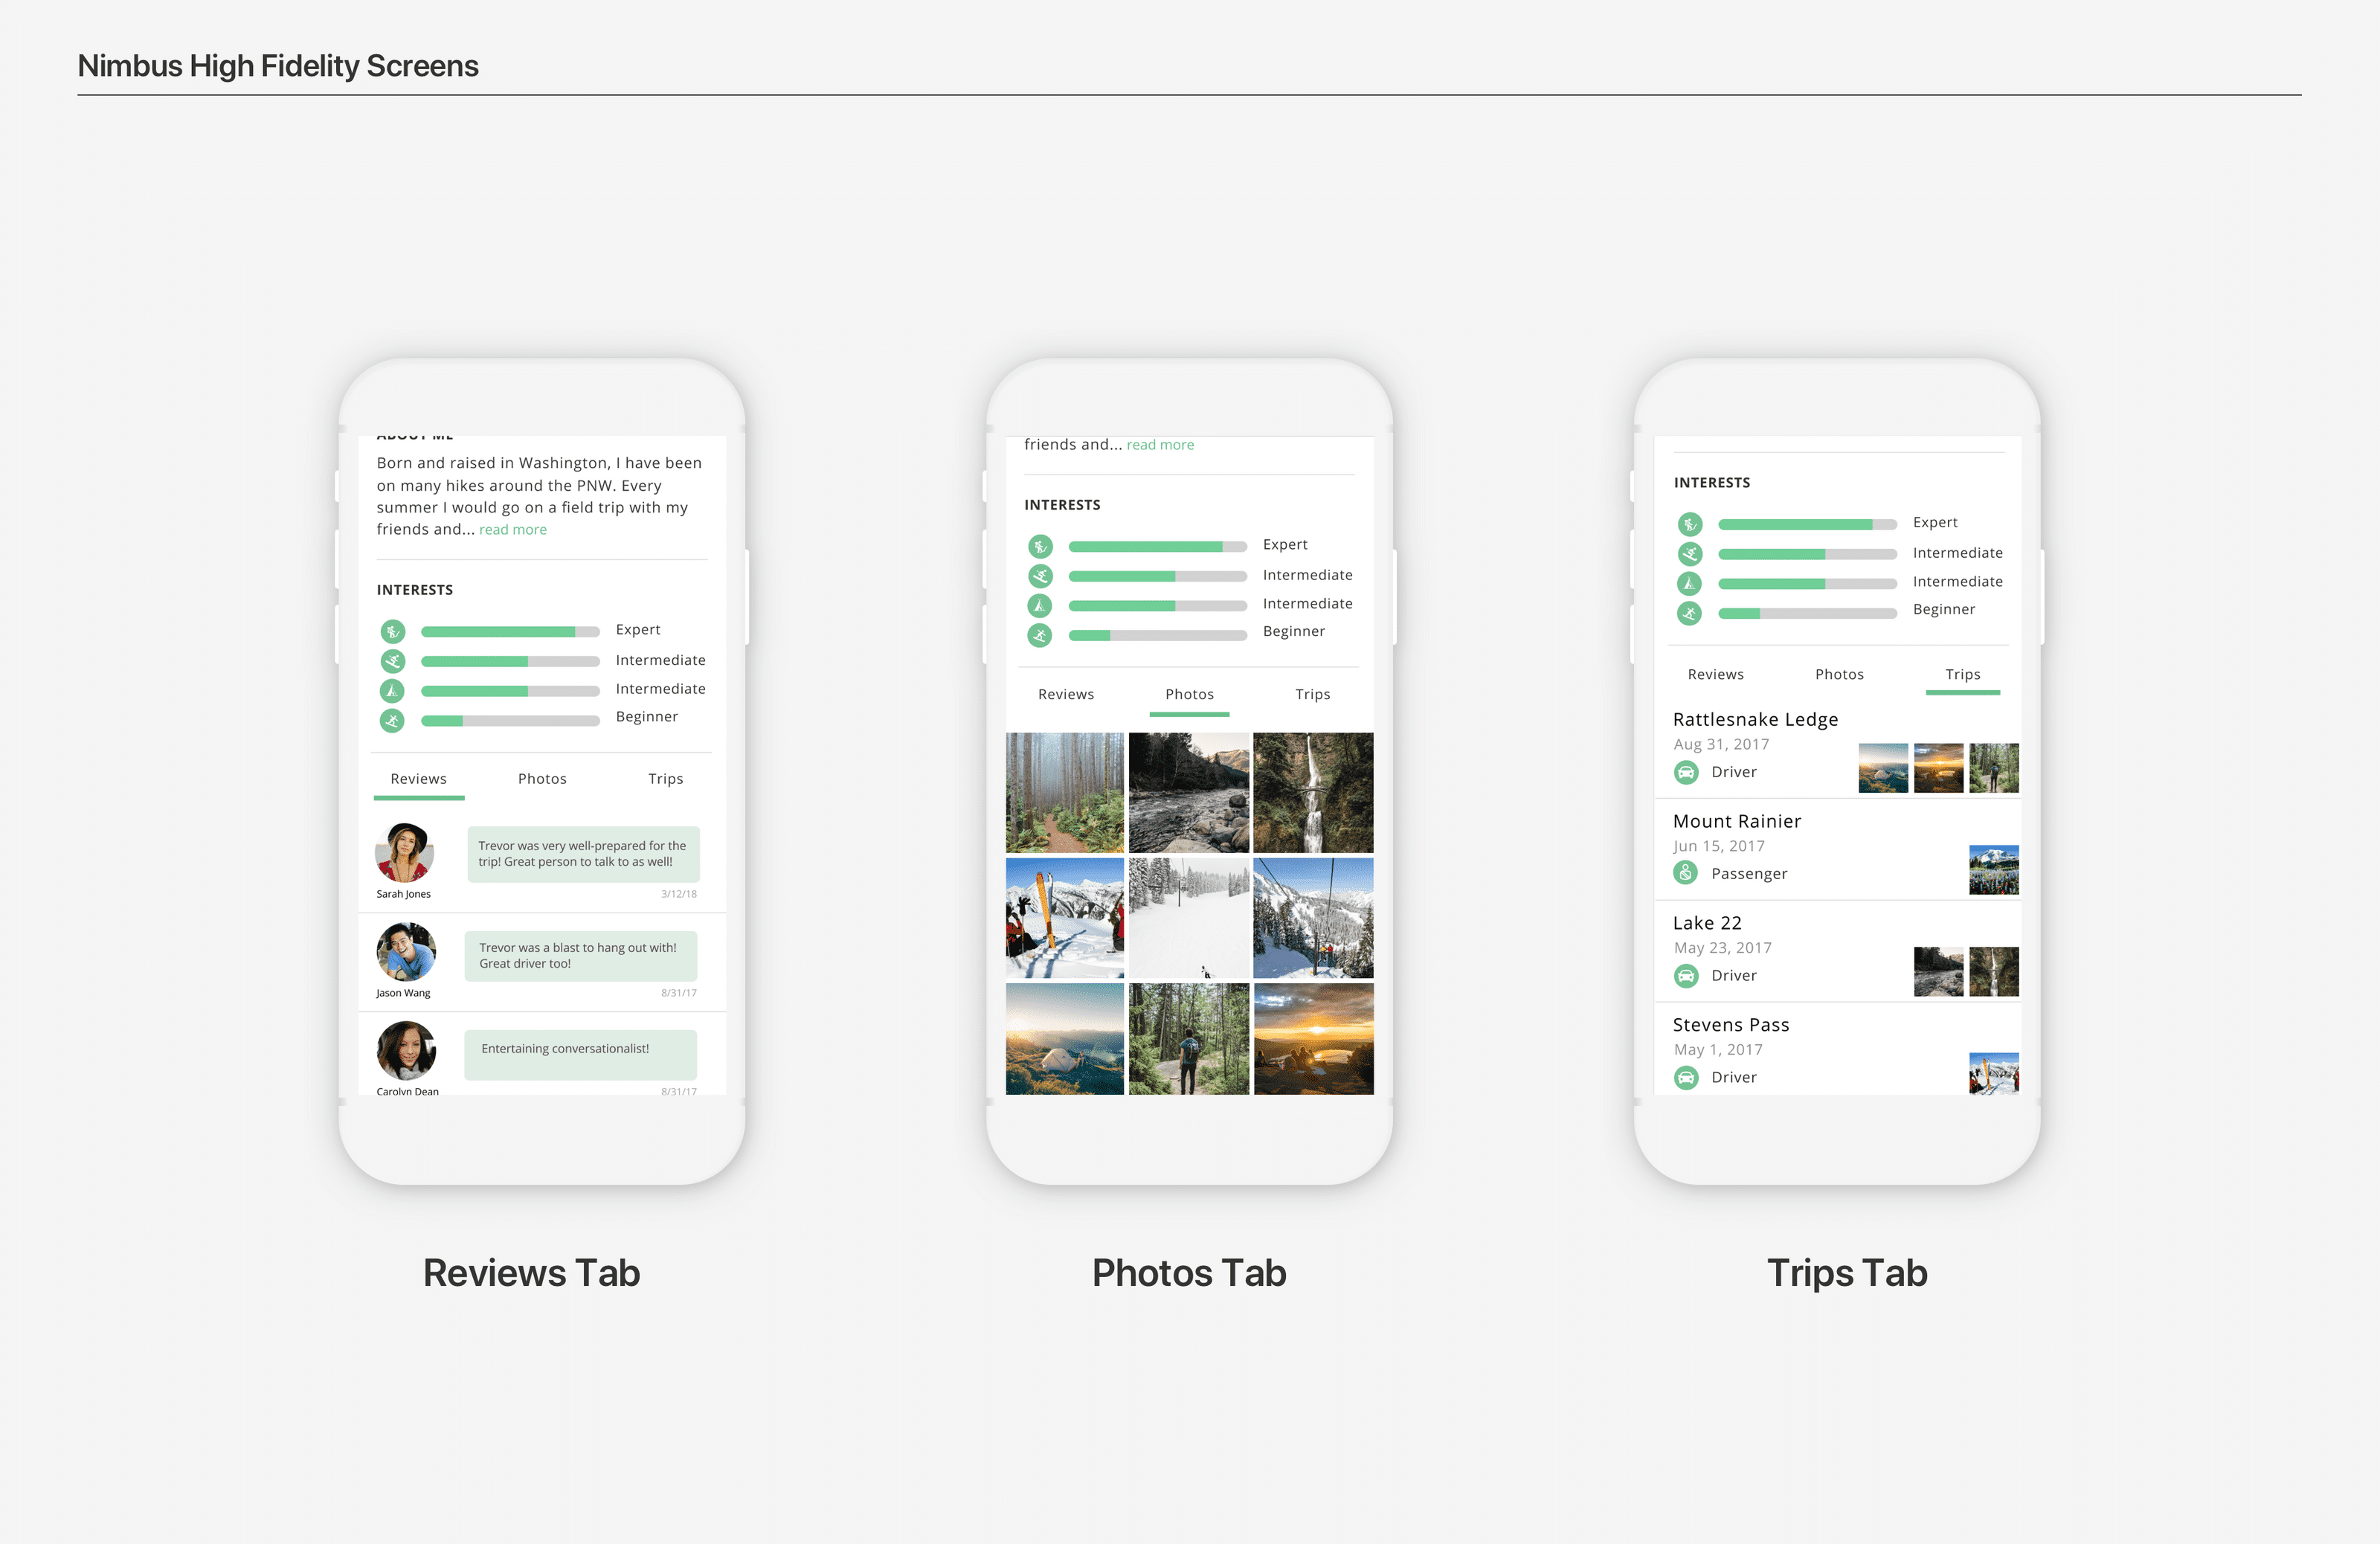 Nimbus High Fidelity Screens
ABOUT ME
Born and raised in Washington, I have been
on many hikes around the PNW. Every
summer I would go on a field trip with my
friends and... read more
INTERESTS
Expert
Intermediate
Intermediate
Beginner
Reviews Photos Trips
Trevor was very well-prepared for the
trip! Great person to talk to as well!
Sarah Jones
3/12/18
Trevor was a blast to hang out with!
Great driver too!
Jason Wang
8/31/17
Entertaining conversationalist!
Carolyn Dean
8/31/17
Reviews Tab
friends and... read more
INTERESTS
Expert
Intermediate
Intermediate
Beginner
Reviews Photos Trips
Photos Tab
INTERESTS
Expert
Intermediate
Intermediate
Beginner
Reviews Photos Trips
Rattlesnake Ledge
Aug 31, 2017
Driver
Mount Rainier
Jun 15, 2017
Passenger
Lake 22
May 23, 2017
Driver
Stevens Pass
May 1, 2017
Driver
Trips Tab